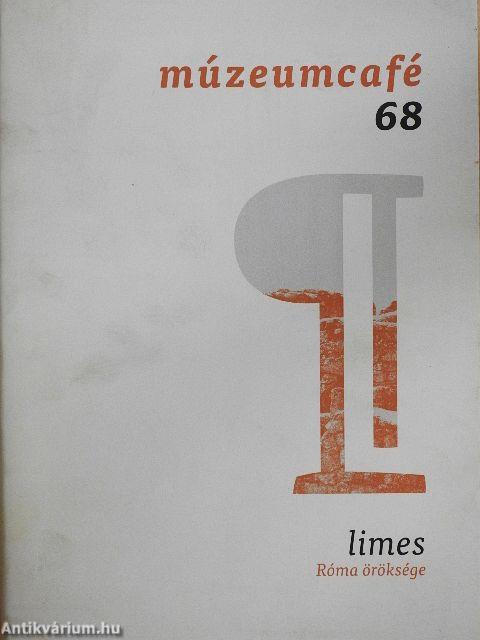 múzeumcafé
68
limes
Róma öröksége
Antikvárium.hu